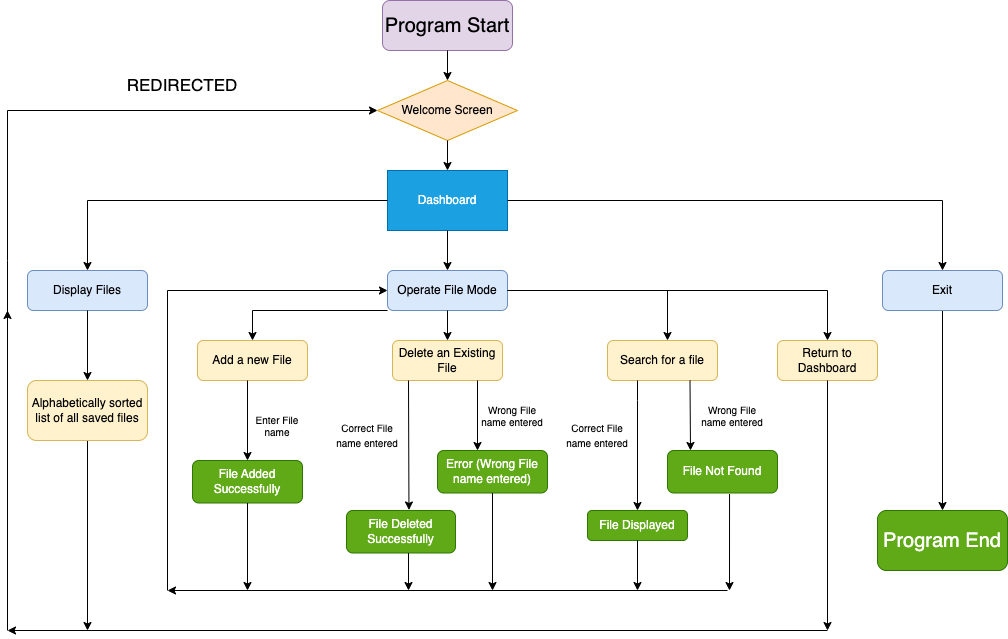 Program Start
REDIRECTED
Welcome Screen
Dashboard
Display Files
Operate File Mode
Exit
Add a new File
Delete an Existing
File
Search for a file
Return to
Dashboard
Alphabetically sorted
list of all saved files
Enter File
name
Correct File
name entered
Wrong File
name entered
Correct File
name entered
Wrong File
name entered
File Added
Successfully
Error (Wrong File
name entered)
File Not Found
File Deleted
Successfully
File Displayed
Program End